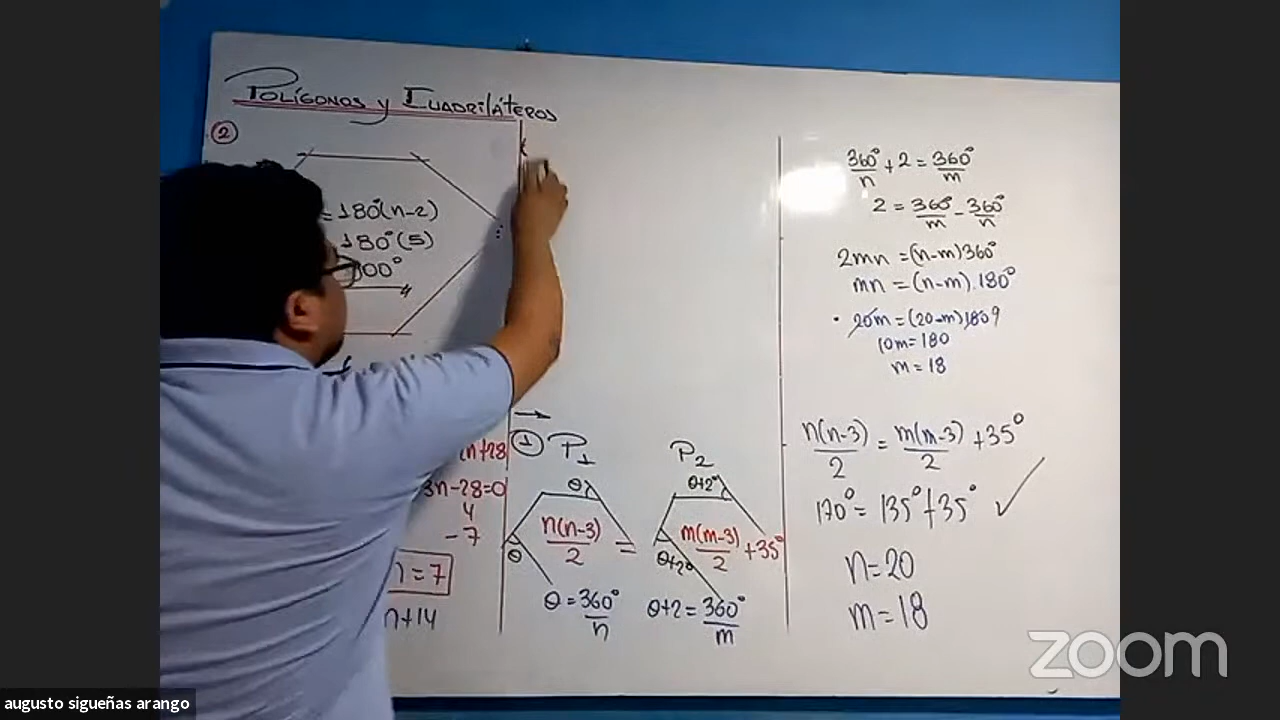 Polígonos y Cuadriláteros
2
=180°(n-2)
180°(5)
00°
n+28
3n-28=0
4
-7
n=7
n+14
1 P1 P2
θ θ+2°
n(n-3)/2 = m(m-3)/2 +35°
θ θ+2°
θ=360°/n θ+2=360°/m
360°/n +2=360°/m
2=360°/m-360°/n
2mn=(n-m)360°
mn=(n-m).180°
20m=(20-m)1809
10m=180
m=18
n(n-3)/2=m(m-3)/2+35°
170°=135°+35° ✓
n=20
m=18
zoom
augusto sigueñas arango